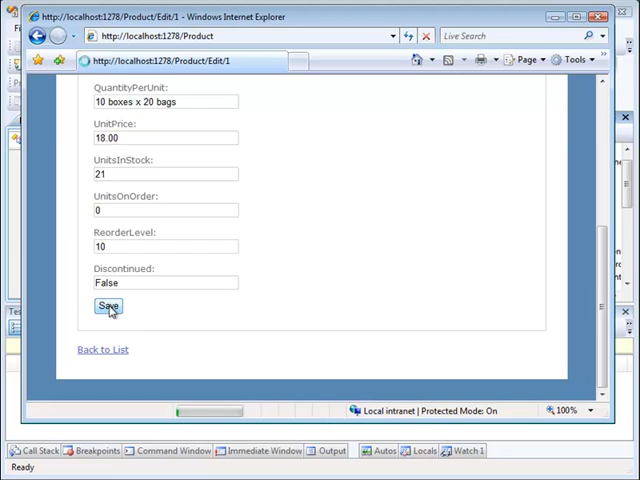 http://localhost:1278/Product/Edit/1 - Windows Internet Explorer
http://localhost:1278/Product
Live Search
http://localhost:1278/Product/Edit/1
Page
Tools
QuantityPerUnit:
10 boxes x 20 bags
UnitPrice:
18.00
UnitsInStock:
21
UnitsOnOrder:
0
ReorderLevel:
10
Discontinued:
False
Save
Back to List
Local intranet | Protected Mode: On
100%
Call Stack
Breakpoints
Command Window
Immediate Window
Output
Autos
Locals
Watch 1
Ready